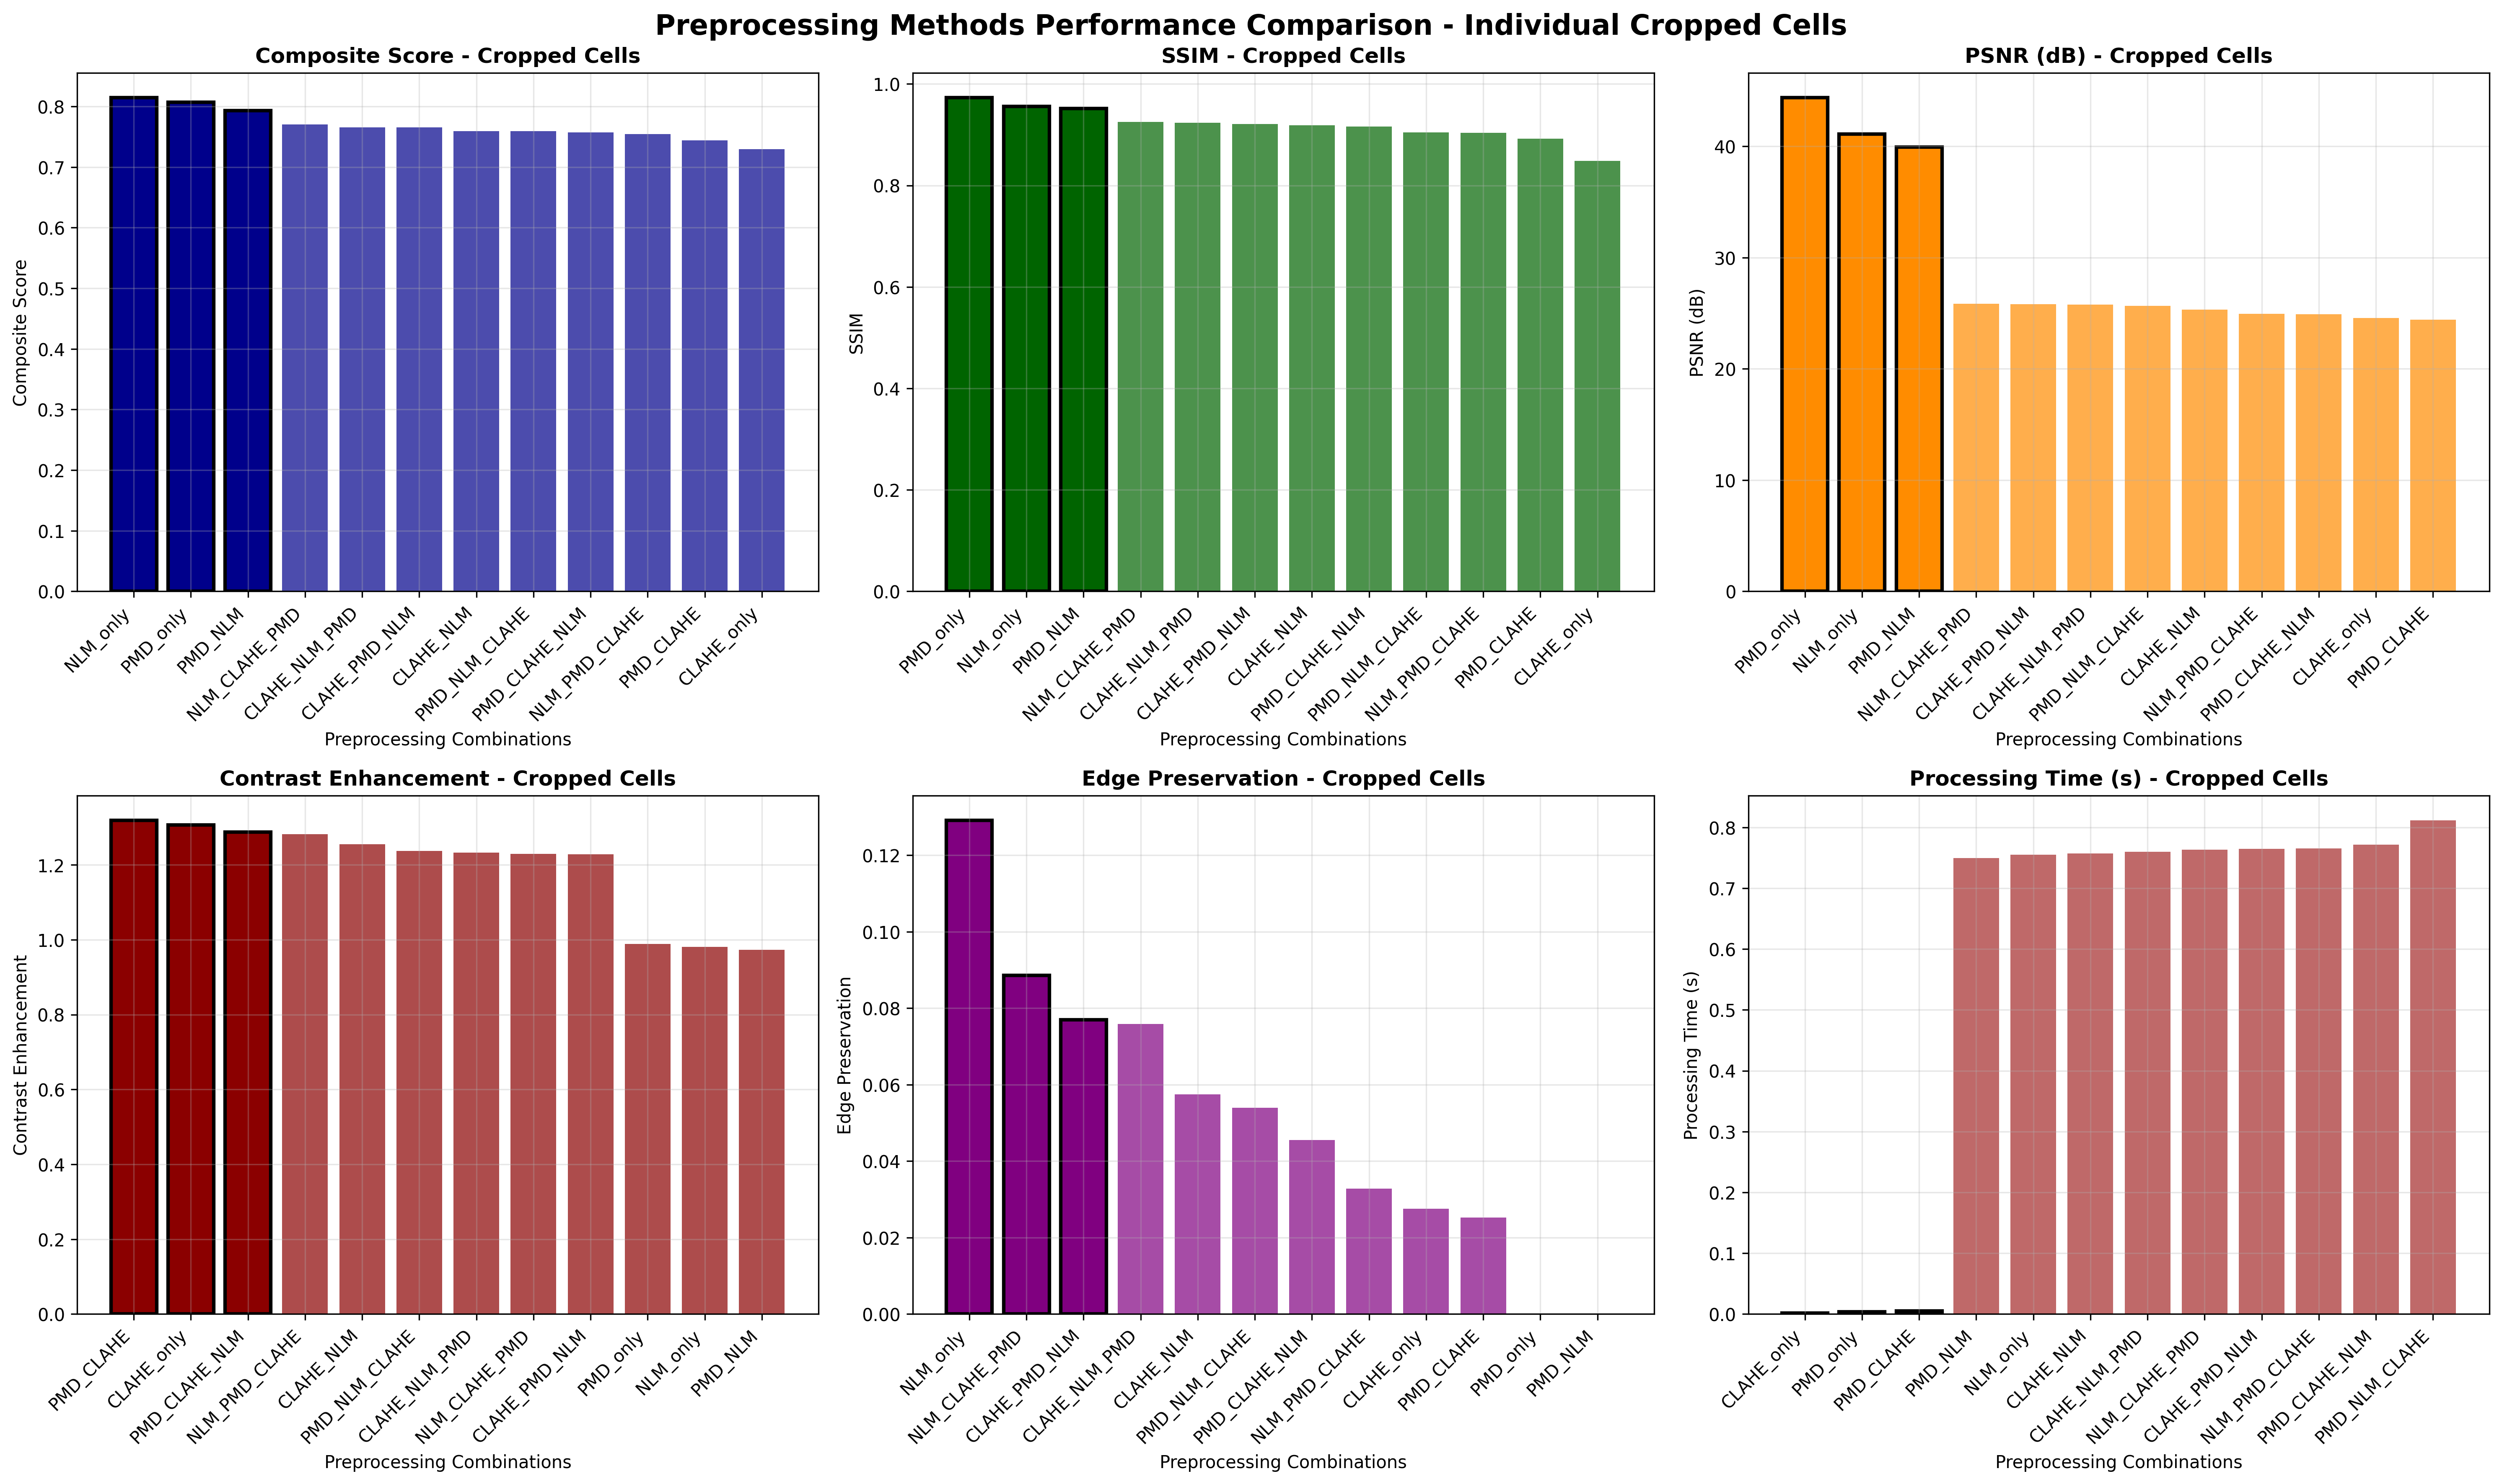 Preprocessing Methods Performance Comparison - Individual Cropped Cells
Composite Score - Cropped Cells
Composite Score
0.8
0.7
0.6
0.5
0.4
0.3
0.2
0.1
0.0
NLM_only
PMD_only
PMD_NLM
NLM_CLAHE_PMD
CLAHE_NLM_PMD
CLAHE_PMD_NLM
CLAHE_NLM
PMD_NLM_CLAHE
PMD_CLAHE_NLM
NLM_PMD_CLAHE
PMD_CLAHE
CLAHE_only
Preprocessing Combinations
SSIM - Cropped Cells
SSIM
1.0
0.8
0.6
0.4
0.2
0.0
PMD_only
NLM_only
PMD_NLM
NLM_CLAHE_PMD
CLAHE_NLM_PMD
CLAHE_PMD_NLM
CLAHE_NLM
PMD_CLAHE_NLM
PMD_NLM_CLAHE
NLM_PMD_CLAHE
PMD_CLAHE
CLAHE_only
Preprocessing Combinations
PSNR (dB) - Cropped Cells
PSNR (dB)
40
30
20
10
0
PMD_only
NLM_only
PMD_NLM
NLM_CLAHE_PMD
CLAHE_PMD_NLM
CLAHE_NLM_PMD
PMD_NLM_CLAHE
CLAHE_NLM
NLM_PMD_CLAHE
PMD_CLAHE_NLM
CLAHE_only
PMD_CLAHE
Preprocessing Combinations
Contrast Enhancement - Cropped Cells
Contrast Enhancement
1.2
1.0
0.8
0.6
0.4
0.2
0.0
PMD_CLAHE
CLAHE_only
PMD_CLAHE_NLM
NLM_PMD_CLAHE
CLAHE_NLM
PMD_NLM_CLAHE
CLAHE_NLM_PMD
NLM_CLAHE_PMD
CLAHE_PMD_NLM
PMD_only
NLM_only
PMD_NLM
Preprocessing Combinations
Edge Preservation - Cropped Cells
Edge Preservation
0.12
0.10
0.08
0.06
0.04
0.02
0.00
NLM_only
NLM_CLAHE_PMD
CLAHE_PMD_NLM
CLAHE_NLM_PMD
CLAHE_NLM
PMD_NLM_CLAHE
PMD_CLAHE_NLM
NLM_PMD_CLAHE
CLAHE_only
PMD_CLAHE
PMD_only
PMD_NLM
Preprocessing Combinations
Processing Time (s) - Cropped Cells
Processing Time (s)
0.8
0.7
0.6
0.5
0.4
0.3
0.2
0.1
0.0
CLAHE_only
PMD_only
PMD_CLAHE
PMD_NLM
NLM_only
CLAHE_NLM
CLAHE_NLM_PMD
NLM_CLAHE_PMD
CLAHE_PMD_NLM
NLM_PMD_CLAHE
PMD_CLAHE_NLM
PMD_NLM_CLAHE
Preprocessing Combinations